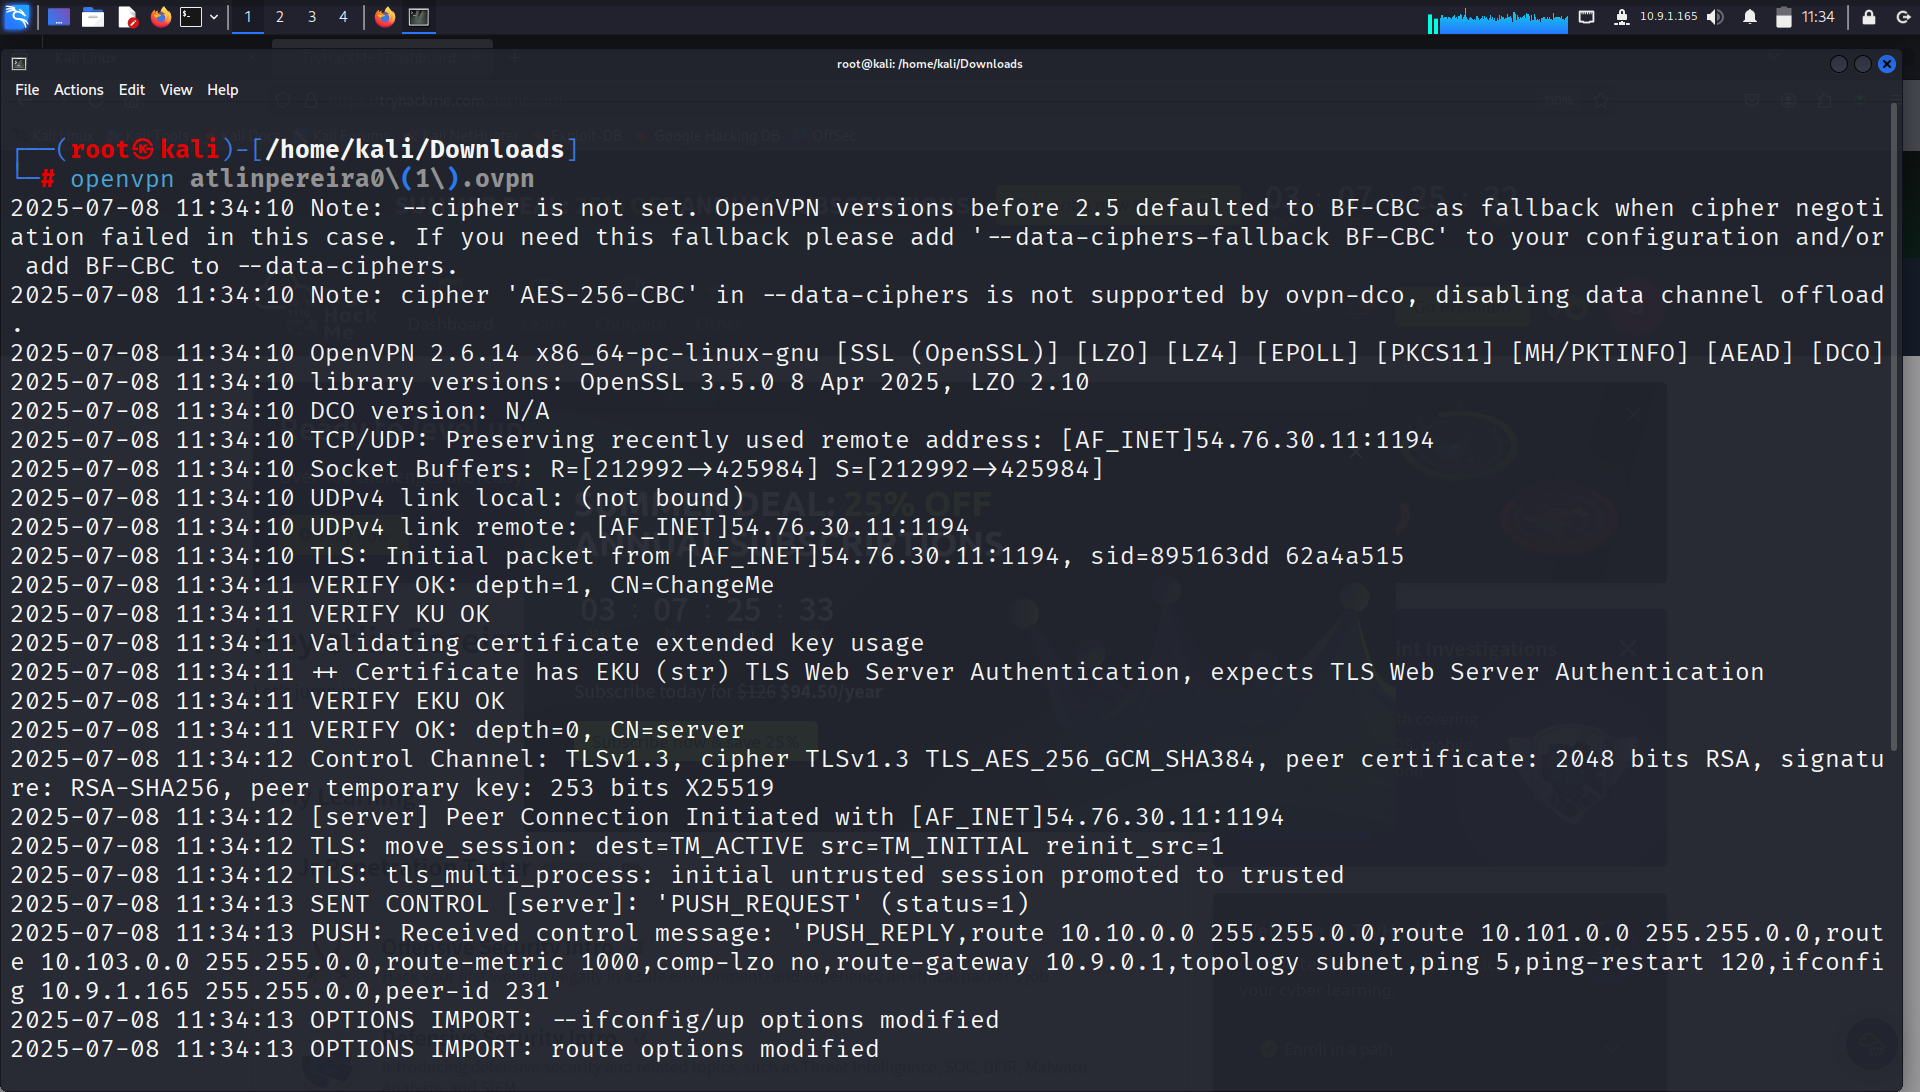 1 2 3 4
10.9.1.165
11:34
root@kali: /home/kali/Downloads
File Actions Edit View Help
┌──(root㉿kali)-[/home/kali/Downloads]
└─# openvpn atlinpereira0\(1\).ovpn
2025-07-08 11:34:10 Note: --cipher is not set. OpenVPN versions before 2.5 defaulted to BF-CBC as fallback when cipher negoti
ation failed in this case. If you need this fallback please add '--data-ciphers-fallback BF-CBC' to your configuration and/or
add BF-CBC to --data-ciphers.
2025-07-08 11:34:10 Note: cipher 'AES-256-CBC' in --data-ciphers is not supported by ovpn-dco, disabling data channel offload
.
2025-07-08 11:34:10 OpenVPN 2.6.14 x86_64-pc-linux-gnu [SSL (OpenSSL)] [LZO] [LZ4] [EPOLL] [PKCS11] [MH/PKTINFO] [AEAD] [DCO]
2025-07-08 11:34:10 library versions: OpenSSL 3.5.0 8 Apr 2025, LZO 2.10
2025-07-08 11:34:10 DCO version: N/A
2025-07-08 11:34:10 TCP/UDP: Preserving recently used remote address: [AF_INET]54.76.30.11:1194
2025-07-08 11:34:10 Socket Buffers: R=[212992->425984] S=[212992->425984]
2025-07-08 11:34:10 UDPv4 link local: (not bound)
2025-07-08 11:34:10 UDPv4 link remote: [AF_INET]54.76.30.11:1194
2025-07-08 11:34:10 TLS: Initial packet from [AF_INET]54.76.30.11:1194, sid=895163dd 62a4a515
2025-07-08 11:34:11 VERIFY OK: depth=1, CN=ChangeMe
2025-07-08 11:34:11 VERIFY KU OK
2025-07-08 11:34:11 Validating certificate extended key usage
2025-07-08 11:34:11 ++ Certificate has EKU (str) TLS Web Server Authentication, expects TLS Web Server Authentication
2025-07-08 11:34:11 VERIFY EKU OK
2025-07-08 11:34:11 VERIFY OK: depth=0, CN=server
2025-07-08 11:34:12 Control Channel: TLSv1.3, cipher TLSv1.3 TLS_AES_256_GCM_SHA384, peer certificate: 2048 bits RSA, signatu
re: RSA-SHA256, peer temporary key: 253 bits X25519
2025-07-08 11:34:12 [server] Peer Connection Initiated with [AF_INET]54.76.30.11:1194
2025-07-08 11:34:12 TLS: move_session: dest=TM_ACTIVE src=TM_INITIAL reinit_src=1
2025-07-08 11:34:12 TLS: tls_multi_process: initial untrusted session promoted to trusted
2025-07-08 11:34:13 SENT CONTROL [server]: 'PUSH_REQUEST' (status=1)
2025-07-08 11:34:13 PUSH: Received control message: 'PUSH_REPLY,route 10.10.0.0 255.255.0.0,route 10.101.0.0 255.255.0.0,rout
e 10.103.0.0 255.255.0.0,route-metric 1000,comp-lzo no,route-gateway 10.9.0.1,topology subnet,ping 5,ping-restart 120,ifconfi
g 10.9.1.165 255.255.0.0,peer-id 231'
2025-07-08 11:34:13 OPTIONS IMPORT: --ifconfig/up options modified
2025-07-08 11:34:13 OPTIONS IMPORT: route options modified